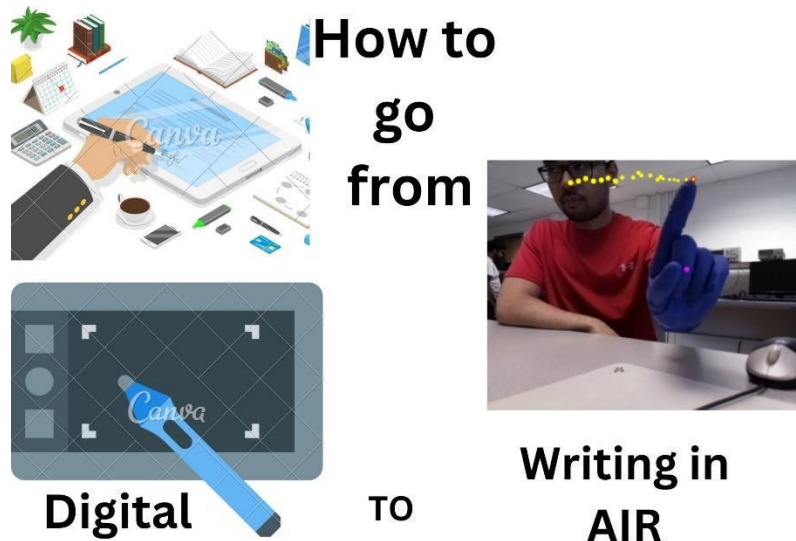 How to
go
from
Canva
Canva
Digital
TO
Writing in
AIR